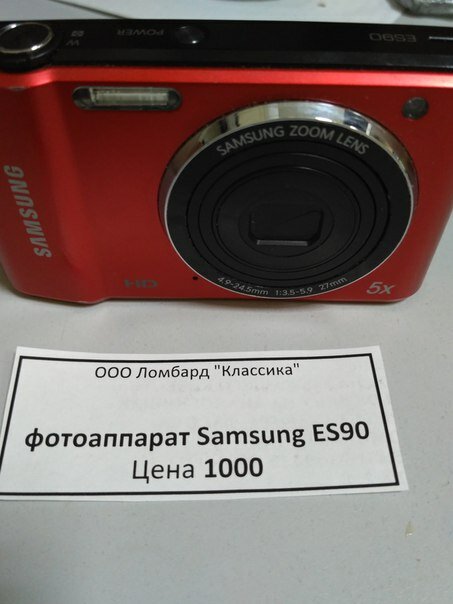 W
POWER
ES90
SAMSUNG ZOOM LENS
SAMSUNG
HD
4.9-24.5mm 1:3.5-5.9 27mm
5x
ООО Ломбард "Классика"
фотоаппарат Samsung ES90
Цена 1000